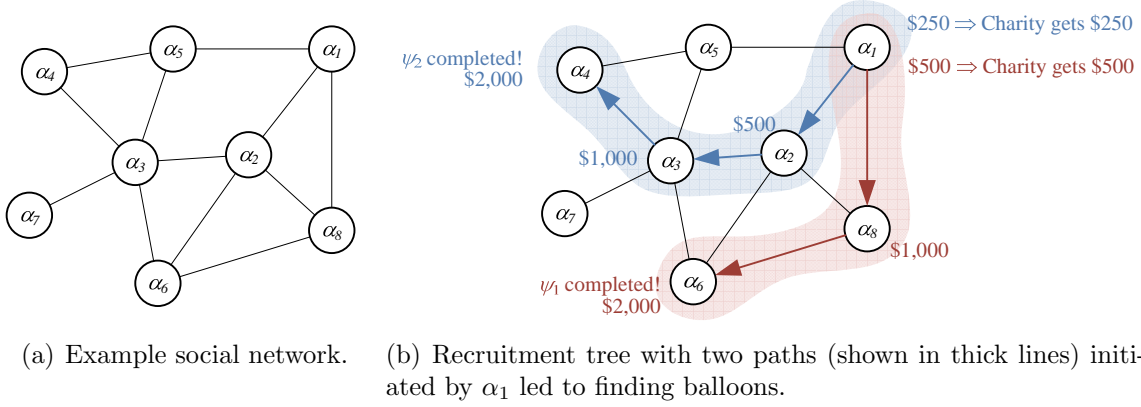 α5
α1
α4
α3
α2
α7
α8
α6
(a) Example social network.
$250 ⇒ Charity gets $250
α1
α5
ψ2 completed!
$2,000
α4
$500 ⇒ Charity gets $500
$500
$1,000
α3
α2
α7
α8
$1,000
α6
ψ1 completed!
$2,000
(b) Recruitment tree with two paths (shown in thick lines) initi-
ated by α1 led to finding balloons.